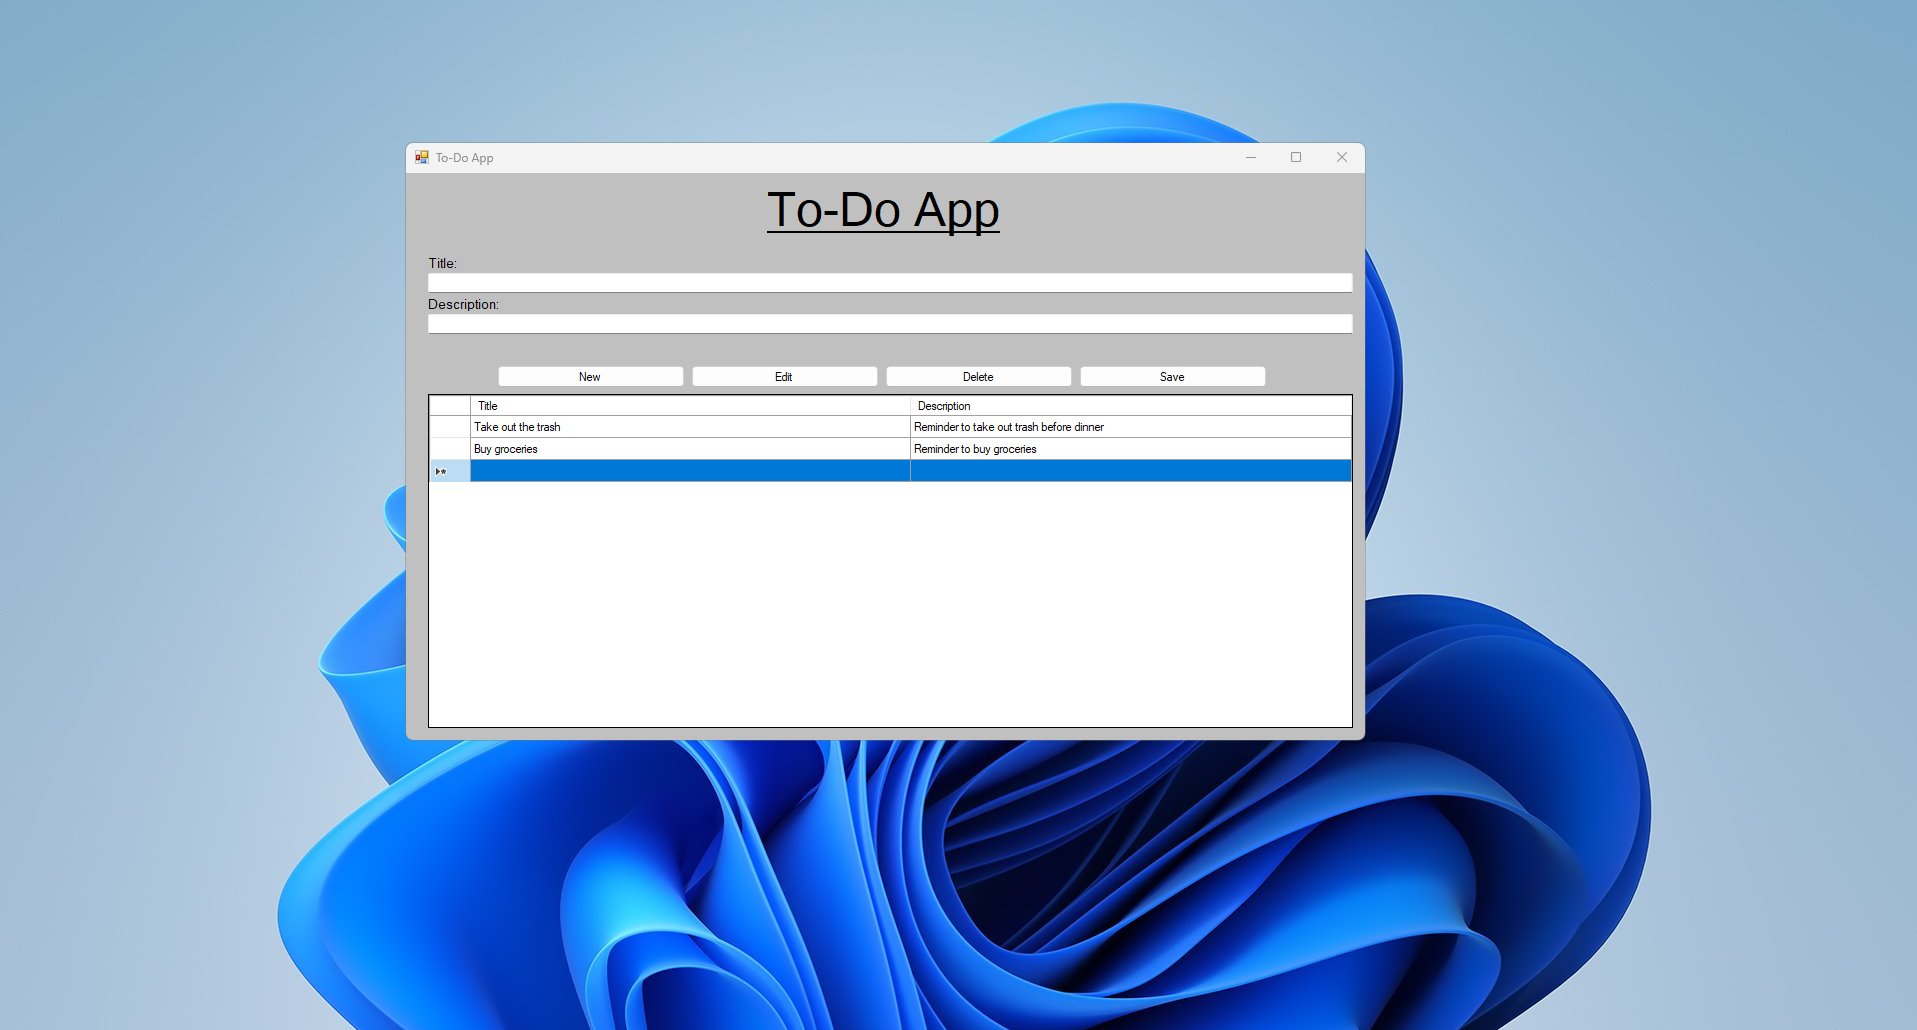 To-Do App
To-Do App
Title:
Description:
New Edit Delete Save
Title Description
Take out the trash Reminder to take out trash before dinner
Buy groceries Reminder to buy groceries